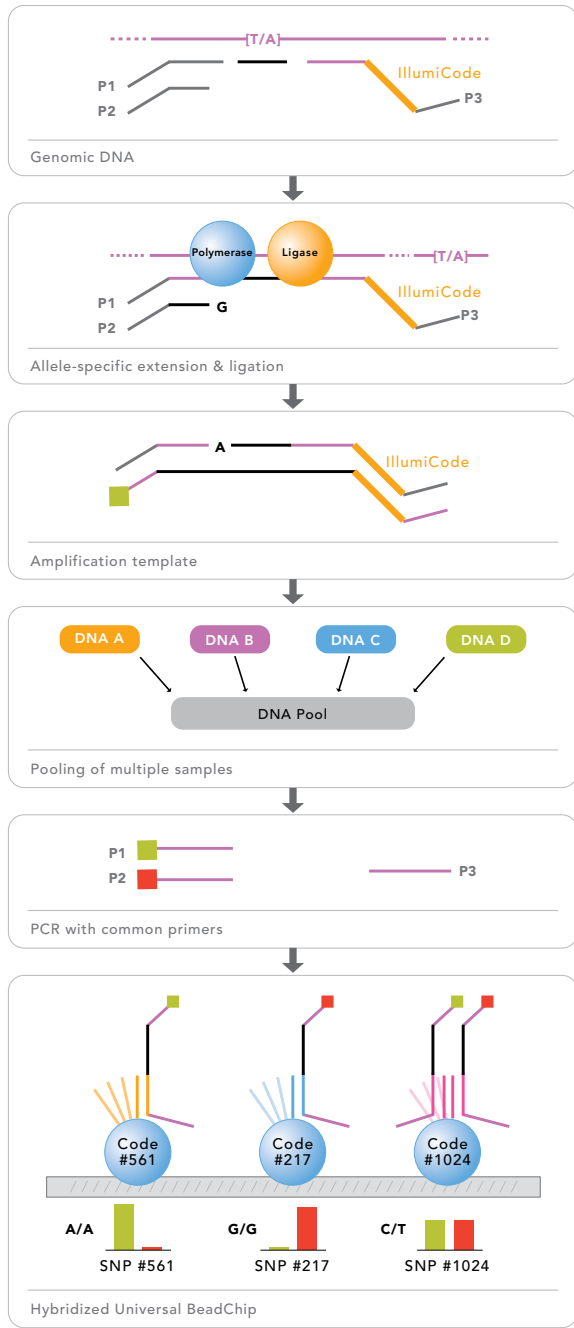 [T/A]
IllumiCode
P1
P2
P3
Genomic DNA
Polymerase
Ligase
[T/A]
IllumiCode
P1
P2
G
P3
Allele-specific extension & ligation
A
IllumiCode
Amplification template
DNA A
DNA B
DNA C
DNA D
DNA Pool
Pooling of multiple samples
P1
P2
P3
PCR with common primers
Code
#561
Code
#217
Code
#1024
A/A
G/G
C/T
SNP #561
SNP #217
SNP #1024
Hybridized Universal BeadChip